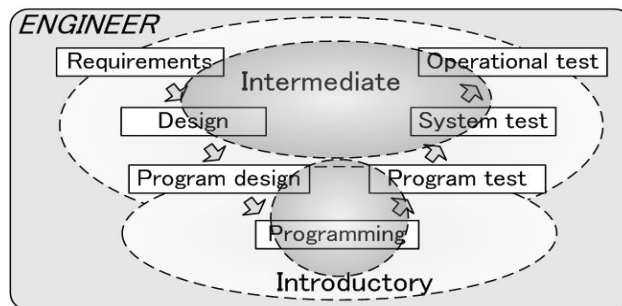 ENGINEER
Requirements
Operational test
Intermediate
Design
System test
Program design
Program test
Programming
Introductory